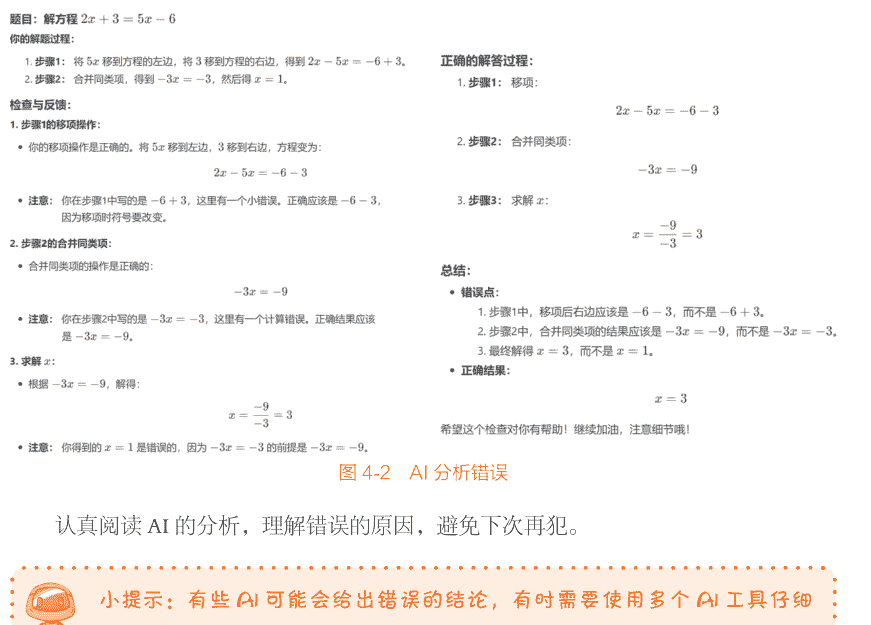 题目：解方程 2x + 3 = 5x − 6
你的解题过程：
1. 步骤1： 将 5x 移到方程的左边，将 3 移到方程的右边，得到 2x − 5x = −6 + 3。
2. 步骤2： 合并同类项，得到 −3x = −3，然后得 x = 1。
检查与反馈：
1. 步骤1的移项操作：
• 你的移项操作是正确的。将 5x 移到左边，3 移到右边，方程变为：
2x − 5x = −6 − 3
• 注意： 你在步骤1中写的是 −6 + 3，这里有一个小错误。正确应该是 −6 − 3，
因为移项时符号要改变。
2. 步骤2的合并同类项：
• 合并同类项的操作是正确的：
−3x = −9
• 注意： 你在步骤2中写的是 −3x = −3，这里有一个计算错误。正确结果应该
是 −3x = −9。
3. 求解 x：
• 根据 −3x = −9，解得：
x = −9/−3 = 3
• 注意： 你得到的 x = 1 是错误的，因为 −3x = −3 的前提是 −3x = −9。
正确的解答过程：
1. 步骤1： 移项：
2x − 5x = −6 − 3
2. 步骤2： 合并同类项：
−3x = −9
3. 步骤3： 求解 x：
x = −9/−3 = 3
总结：
• 错误点：
1. 步骤1中，移项后右边应该是 −6 − 3，而不是 −6 + 3。
2. 步骤2中，合并同类项的结果应该是 −3x = −9，而不是 −3x = −3。
3. 最终解得 x = 3，而不是 x = 1。
• 正确结果：
x = 3
希望这个检查对你有帮助！继续加油，注意细节哦！
图 4-2 AI 分析错误
认真阅读 AI 的分析，理解错误的原因，避免下次再犯。
小提示：有些 AI 可能会给出错误的结论，有时需要使用多个 AI 工具仔细